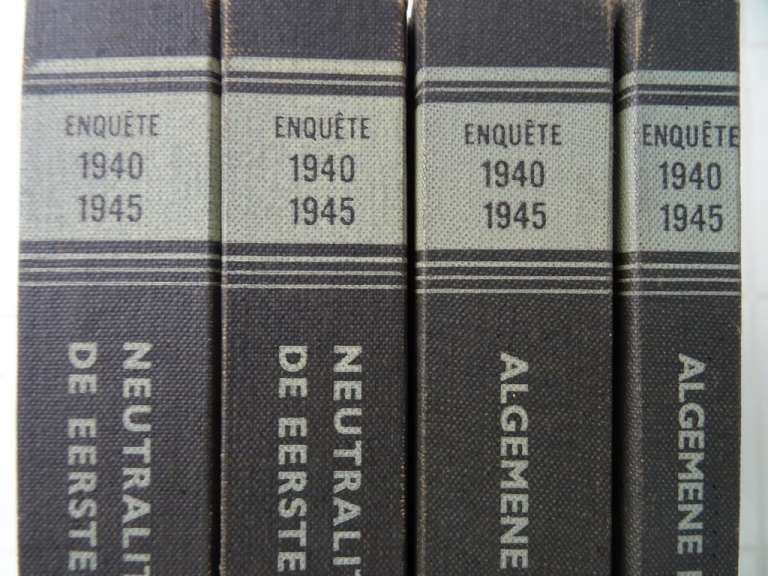 ENQUÊTE
1940
1945
NEUTRALIT
DE EERSTE
ENQUÊTE
1940
1945
NEUTRALIT
DE EERSTE
ENQUÊTE
1940
1945
ALGEMENE
ENQUÊTE
1940
1945
ALGEMENE